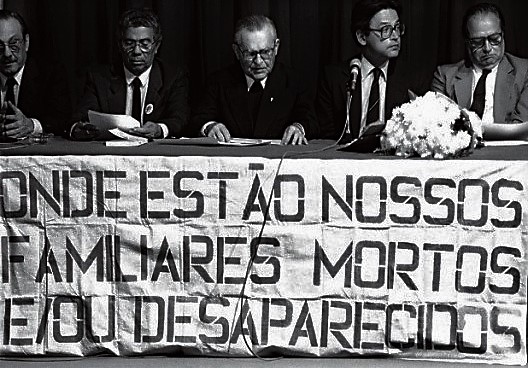 ONDE ESTÃO NOSSOS
FAMILIARES MORTOS
E/OU DESAPARECIDOS